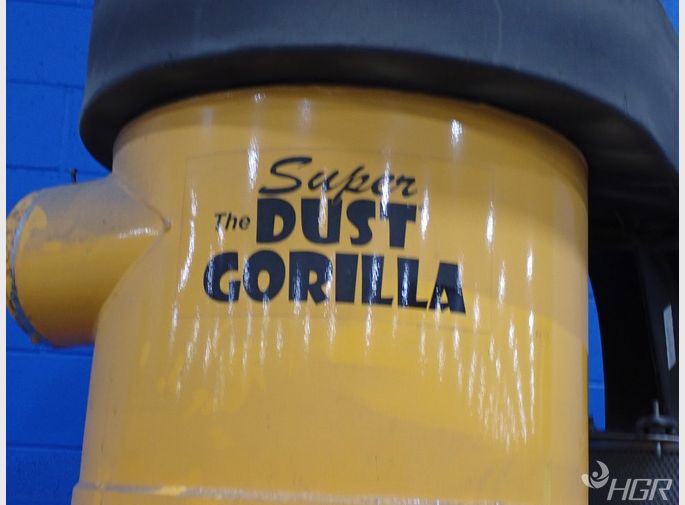 Super
The DUST
GORILLA
HGR